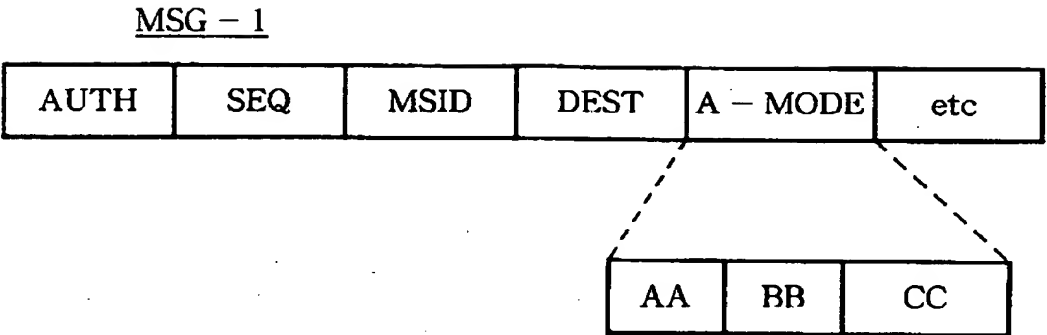 MSG – 1
AUTH SEQ MSID DEST A – MODE etc
AA BB CC